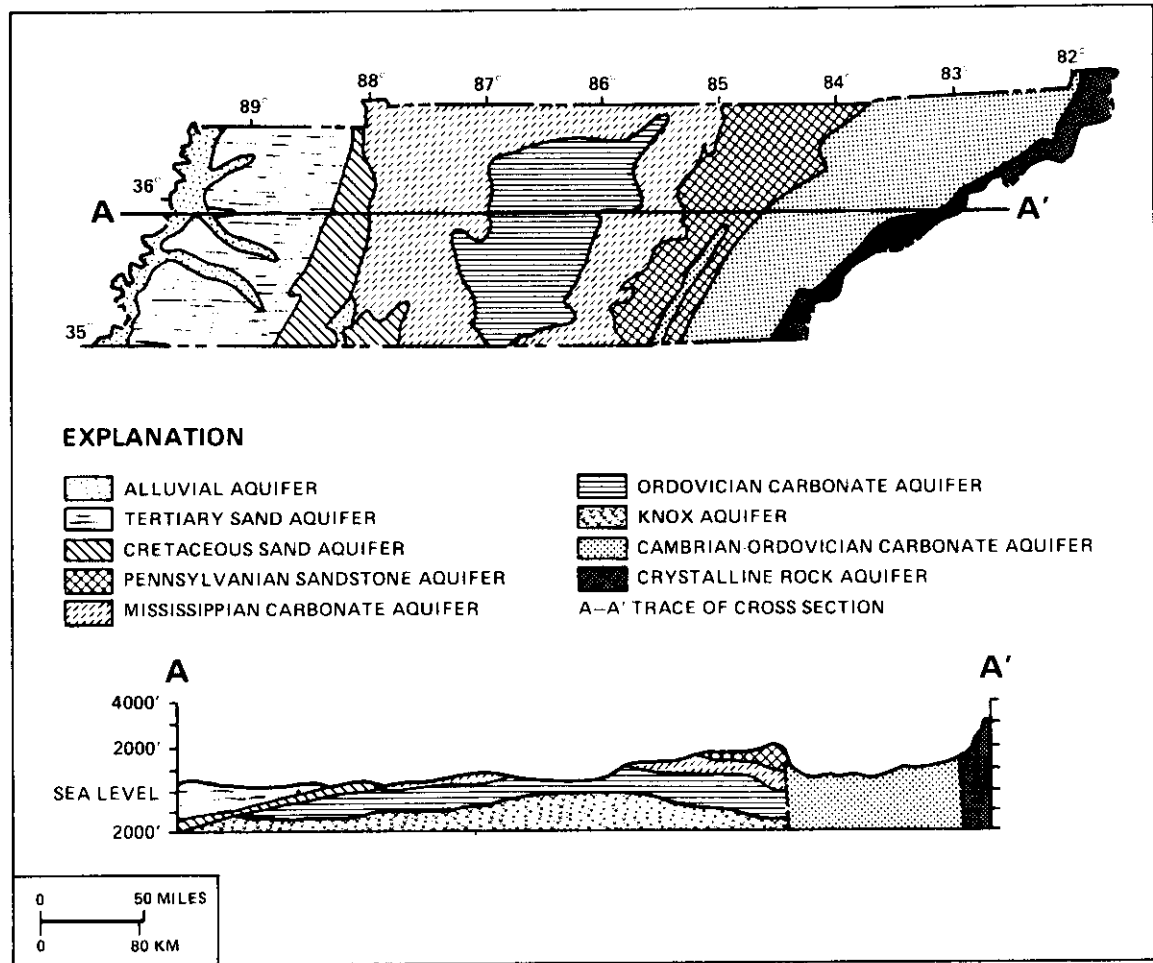 82°
88° 87° 86° 85 84° 83°
89°
36°
A A'
35
EXPLANATION
ALLUVIAL AQUIFER
TERTIARY SAND AQUIFER
CRETACEOUS SAND AQUIFER
PENNSYLVANIAN SANDSTONE AQUIFER
MISSISSIPPIAN CARBONATE AQUIFER
ORDOVICIAN CARBONATE AQUIFER
KNOX AQUIFER
CAMBRIAN-ORDOVICIAN CARBONATE AQUIFER
CRYSTALLINE ROCK AQUIFER
A–A' TRACE OF CROSS SECTION
A A'
4000'
2000'
SEA LEVEL
2000'
0 50 MILES
0 80 KM